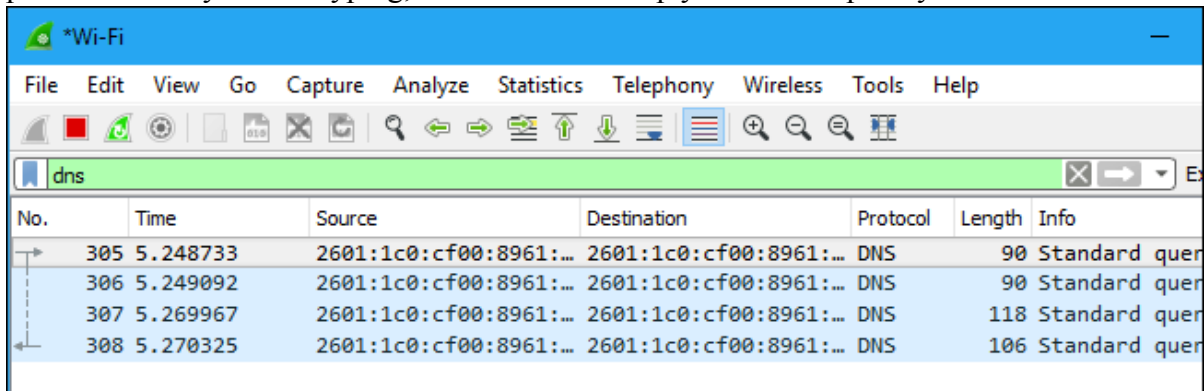 *Wi-Fi
File Edit View Go Capture Analyze Statistics Telephony Wireless Tools Help
dns
No. Time Source Destination Protocol Length Info
305 5.248733 2601:1c0:cf00:8961:… 2601:1c0:cf00:8961:… DNS 90 Standard quer
306 5.249092 2601:1c0:cf00:8961:… 2601:1c0:cf00:8961:… DNS 90 Standard quer
307 5.269967 2601:1c0:cf00:8961:… 2601:1c0:cf00:8961:… DNS 118 Standard quer
308 5.270325 2601:1c0:cf00:8961:… 2601:1c0:cf00:8961:… DNS 106 Standard quer